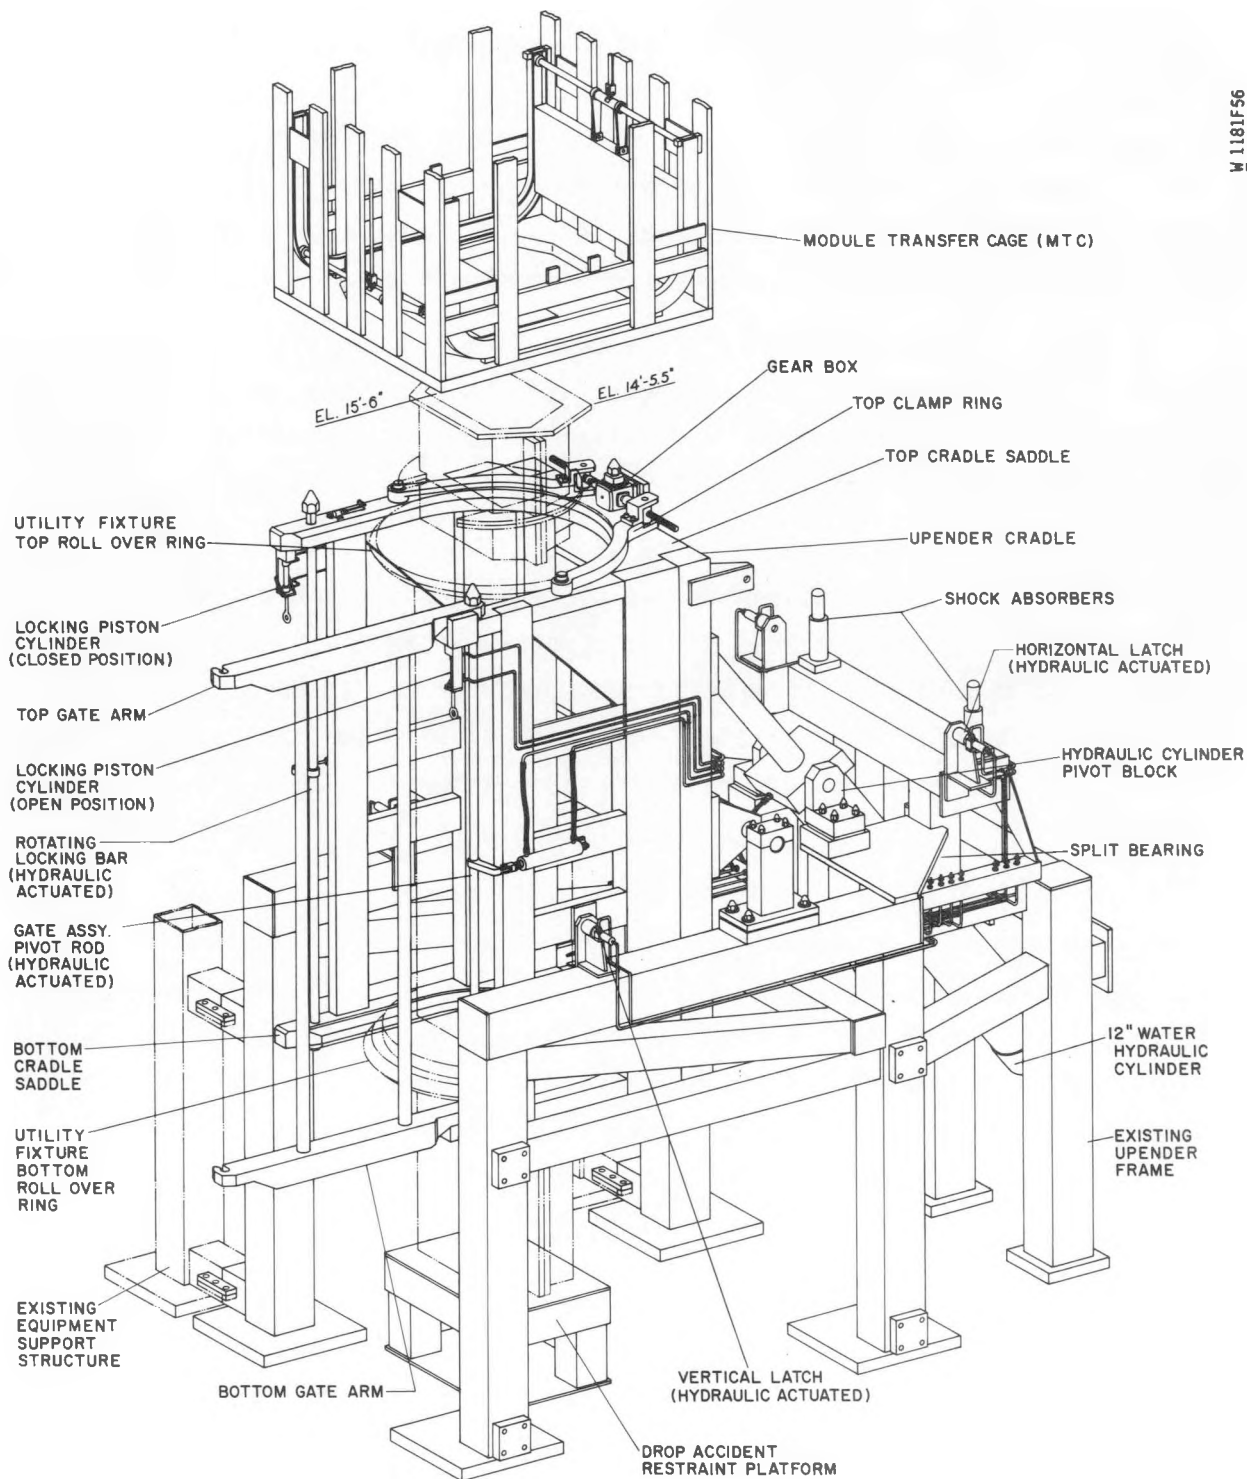 W 1181F56
MODULE TRANSFER CAGE (MTC)
EL. 15'-6"
EL. 14'-5.5"
GEAR BOX
TOP CLAMP RING
TOP CRADLE SADDLE
UPENDER CRADLE
SHOCK ABSORBERS
HORIZONTAL LATCH
(HYDRAULIC ACTUATED)
HYDRAULIC CYLINDER
PIVOT BLOCK
SPLIT BEARING
12" WATER
HYDRAULIC
CYLINDER
EXISTING
UPENDER
FRAME
UTILITY FIXTURE
TOP ROLL OVER RING
LOCKING PISTON
CYLINDER
(CLOSED POSITION)
TOP GATE ARM
LOCKING PISTON
CYLINDER
(OPEN POSITION)
ROTATING
LOCKING BAR
(HYDRAULIC
ACTUATED)
GATE ASSY.
PIVOT ROD
(HYDRAULIC
ACTUATED)
BOTTOM
CRADLE
SADDLE
UTILITY
FIXTURE
BOTTOM
ROLL OVER
RING
EXISTING
EQUIPMENT
SUPPORT
STRUCTURE
BOTTOM GATE ARM
VERTICAL LATCH
(HYDRAULIC ACTUATED)
DROP ACCIDENT
RESTRAINT PLATFORM